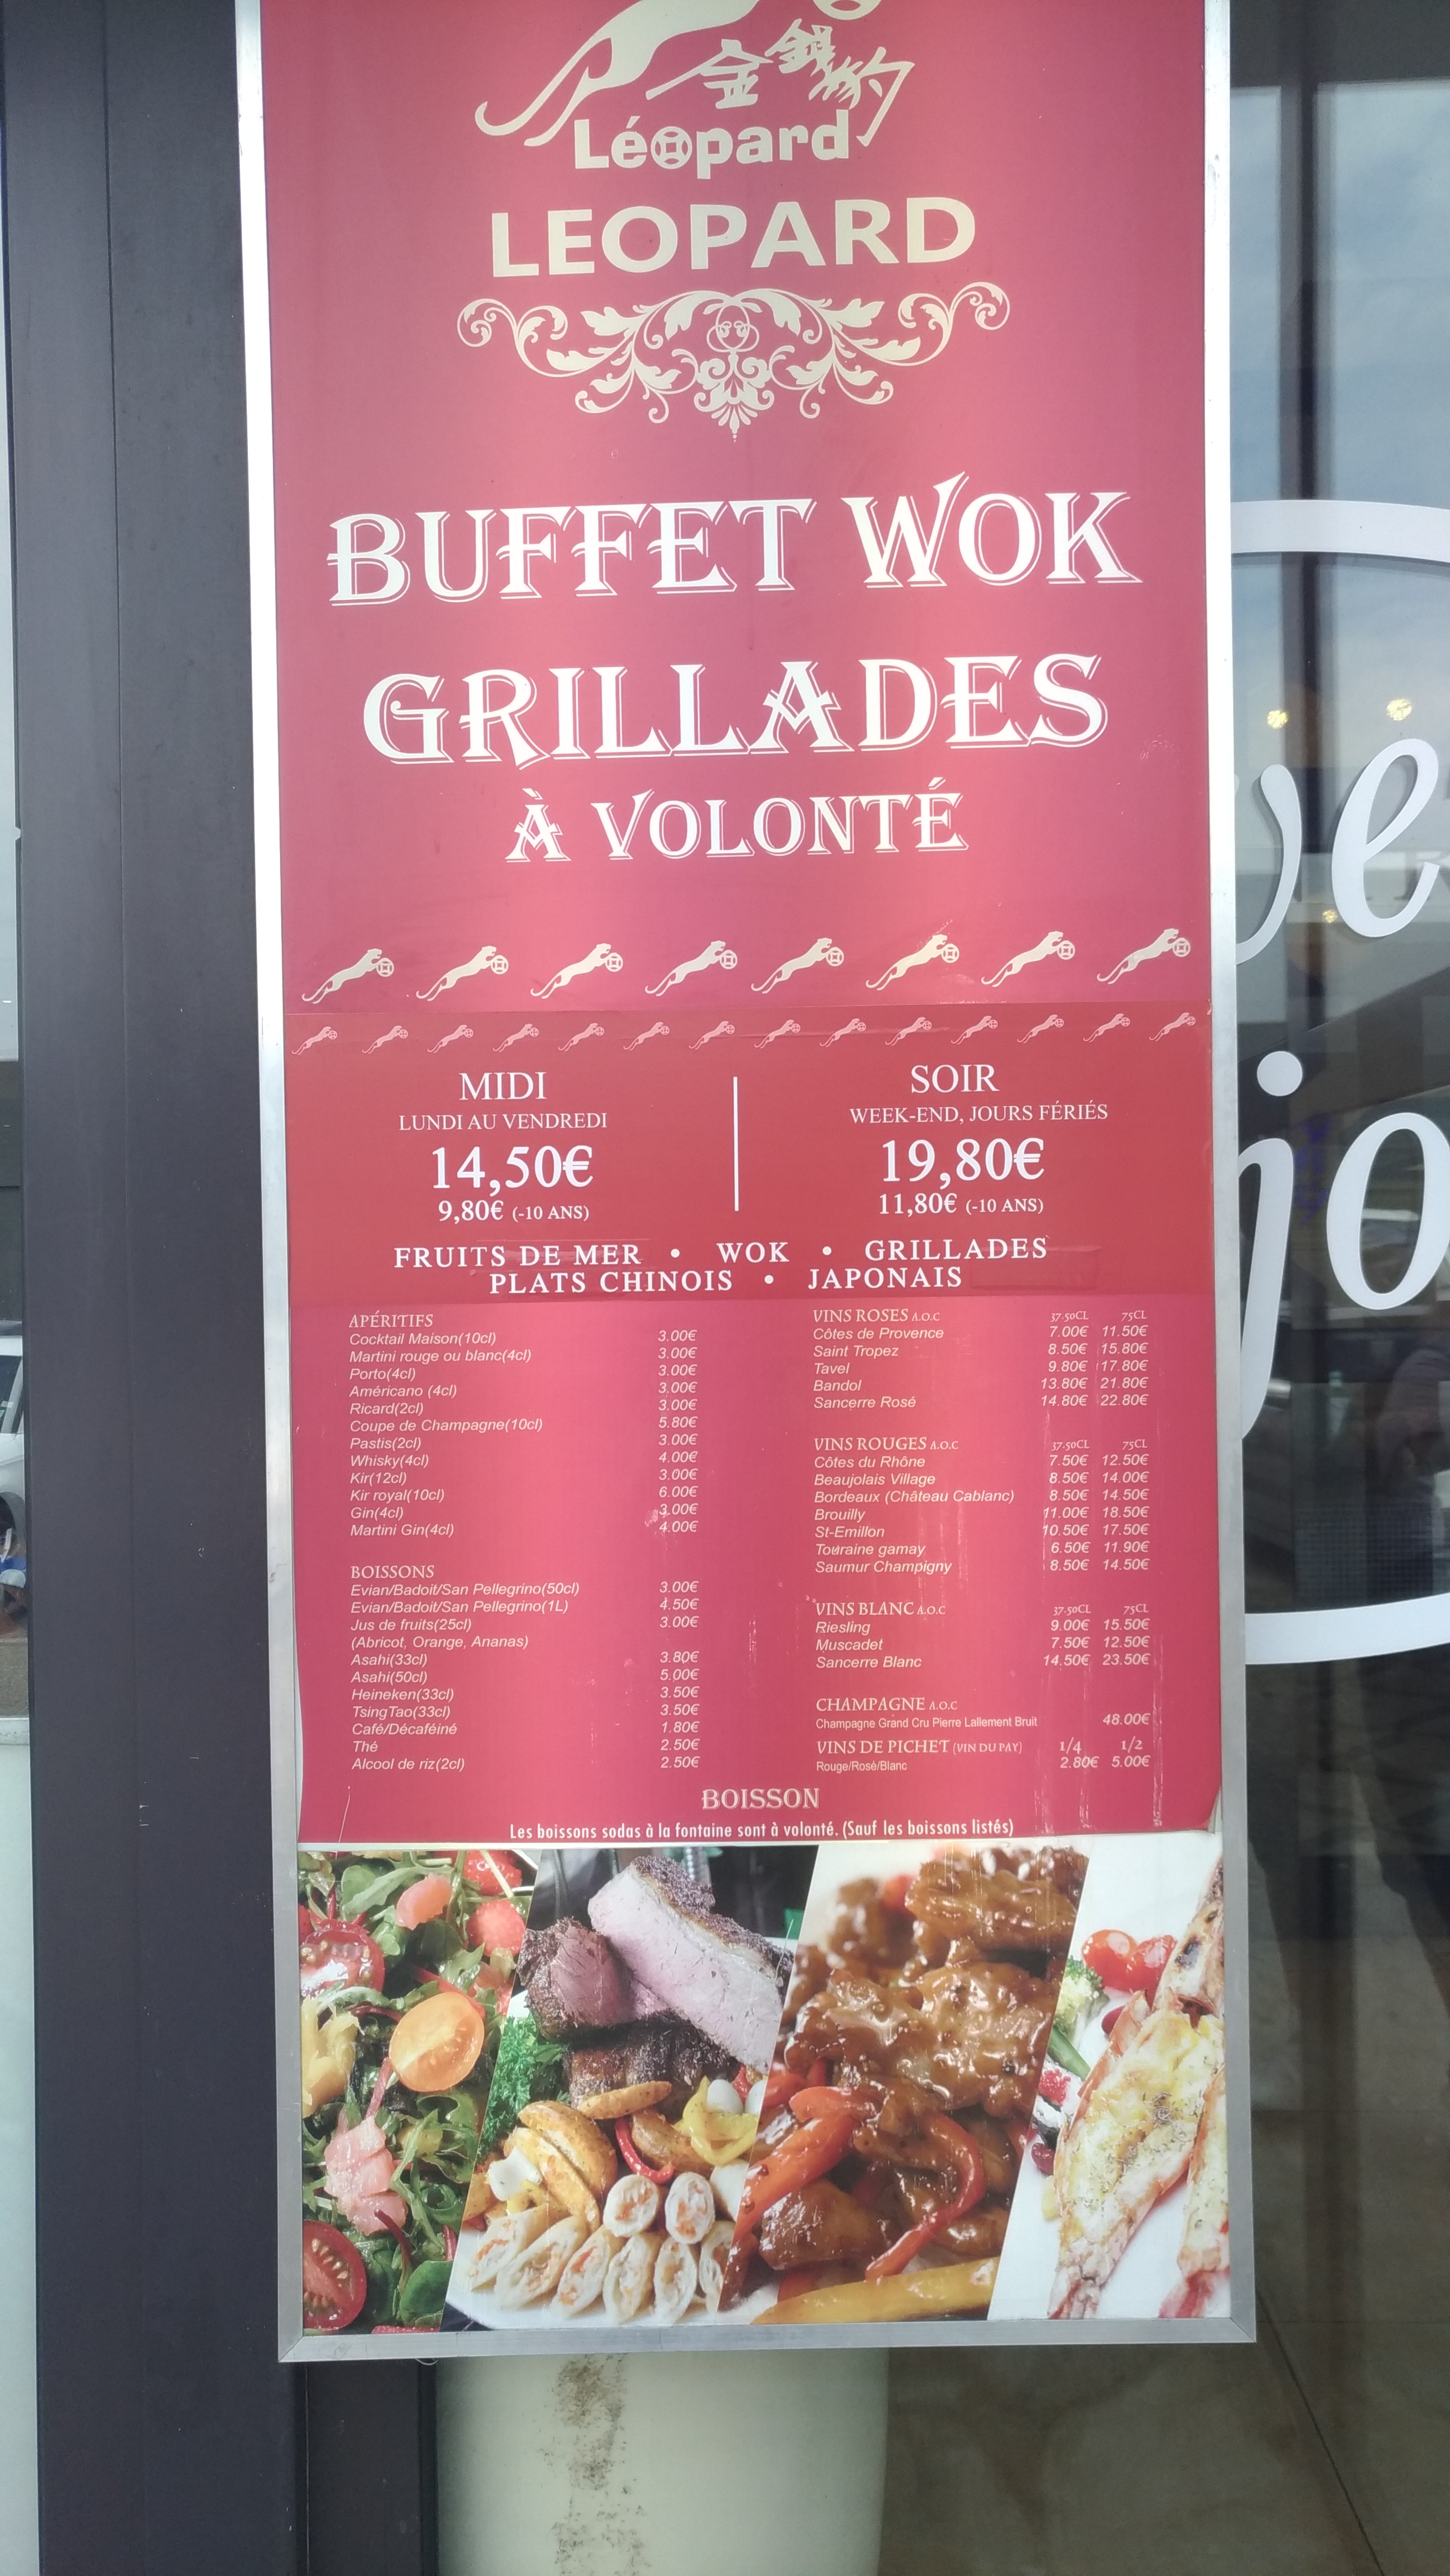 金錢豹
Léopard
LEOPARD
BUFFET WOK
GRILLADES
À VOLONTÉ
MIDI
LUNDI AU VENDREDI
14,50€
9,80€ (-10 ANS)
SOIR
WEEK-END, JOURS FÉRIÉS
19,80€
11,80€ (-10 ANS)
FRUITS DE MER • WOK • GRILLADES
PLATS CHINOIS • JAPONAIS
APÉRITIFS
Cocktail Maison(10cl) 3.00€
Martini rouge ou blanc(4cl) 3.00€
Porto(4cl) 3.00€
Américano (4cl) 3,00€
Ricard(2cl) 3.00€
Coupe de Champagne(10cl) 5.80€
Pastis(2cl) 3.00€
Whisky(4cl) 4.00€
Kir(12cl) 3.00€
Kir royal(10cl) 6.00€
Gin(4cl) 3.00€
Martini Gin(4cl) 4.00€
BOISSONS
Evian/Badoit/San Pellegrino(50cl) 3.00€
Evian/Badoit/San Pellegrino(1L) 4.50€
Jus de fruits(25cl) 3.00€
(Abricot, Orange, Ananas)
Asahi(33cl) 3.80€
Asahi(50cl) 5.00€
Heineken(33cl) 3.50€
TsingTao(33cl) 3.50€
Café/Décaféiné 1.80€
Thé 2.50€
Alcool de riz(2cl) 2.50€
VINS ROSES A.O.C 37.50CL 75CL
Côtes de Provence 7.00€ 11.50€
Saint Tropez 8.50€ 15.80€
Tavel 9.80€ 17.80€
Bandol 13.80€ 21.80€
Sancerre Rosé 14.80€ 22.80€
VINS ROUGES A.O.C 37.50CL 75CL
Côtes du Rhône 7.50€ 12.50€
Beaujolais Village 8.50€ 14.00€
Bordeaux (Château Cablanc) 8.50€ 14.50€
Brouilly 11.00€ 18.50€
St-Emillon 10.50€ 17.50€
Touraine gamay 6.50€ 11.90€
Saumur Champigny 8.50€ 14.50€
VINS BLANC A.O.C 37.50CL 75CL
Riesling 9.00€ 15.50€
Muscadet 7.50€ 12.50€
Sancerre Blanc 14.50€ 23.50€
CHAMPAGNE A.O.C
Champagne Grand Cru Pierre Lallement Bruit 48.00€
VINS DE PICHET (VIN DU PAY) 1/4 1/2
Rouge/Rosé/Blanc 2.80€ 5.00€
BOISSON
Les boissons sodas à la fontaine sont à volonté. (Sauf les boissons listés)
ve
jo